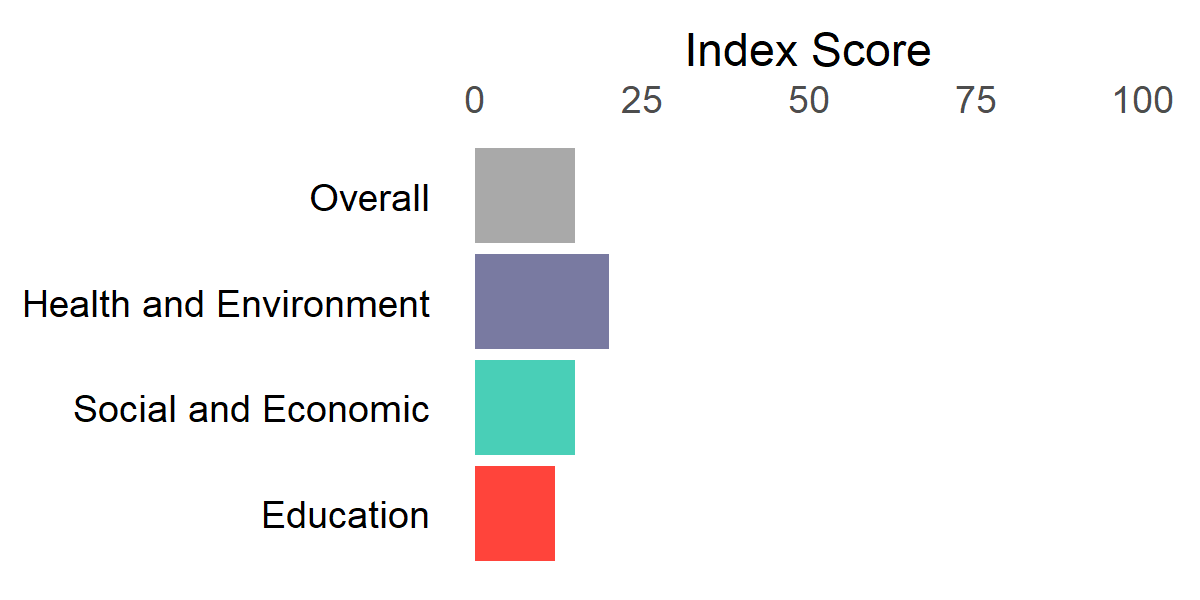 Index Score
0 25 50 75 100
Overall
Health and Environment
Social and Economic
Education